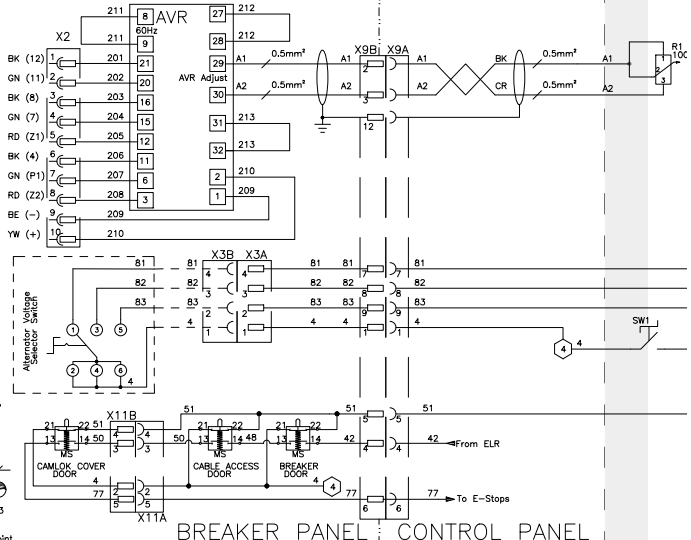 211 8 AVR 27 212
60Hz
211 9 28 212
X2
BK (12) 1 201 21 29 A1 0.5mm² A1 X9B X9A 2 A1 BK 0.5mm² A1 R1
100
AVR Adjust
GN (11) 2 202 20
BK (8) 3 203 16 30 A2 0.5mm² A2 3 A2 CR A2
1
2
3
GN (7) 4 204 15 31 213 12
RD (Z1) 5 205 12 32 213
BK (4) 6 206 11
GN (P1) 7 207 6 2 210
RD (Z2) 8 208 3 1 209
BE (-) 9 209
YW (+) 10 210
X3B X3A
81 81 4 4 81 81 7 7 81
82 82 3 3 82 82 8 8 82
83 83 2 2 83 83 9 9 83
4 4 1 1 4 4 1 1 4
Alternator Voltage
Selector Switch
1 3 5
2 4 6
4
SW1
4 4
X11B
51 51 5 5 51
21 22 51 4 4 21 22 21 22
13 14 50 3 3 50 13 14 48 13 14 42 4 4 42 From ELR
MS MS MS
CAMLOK COVER
DOOR
CABLE ACCESS
DOOR
BREAKER
DOOR
4 2 2 4
77 5 5 77 6 6 77 To E-Stops
X11A
3
BREAKER PANEL CONTROL PANEL